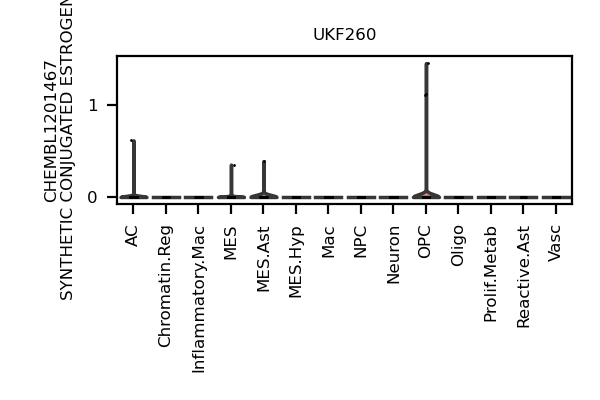 UKF260
CHEMBL1201467
SYNTHETIC CONJUGATED ESTROGEN
1
0
AC
Chromatin.Reg
Inflammatory.Mac
MES
MES.Ast
MES.Hyp
Mac
NPC
Neuron
OPC
Oligo
Prolif.Metab
Reactive.Ast
Vasc